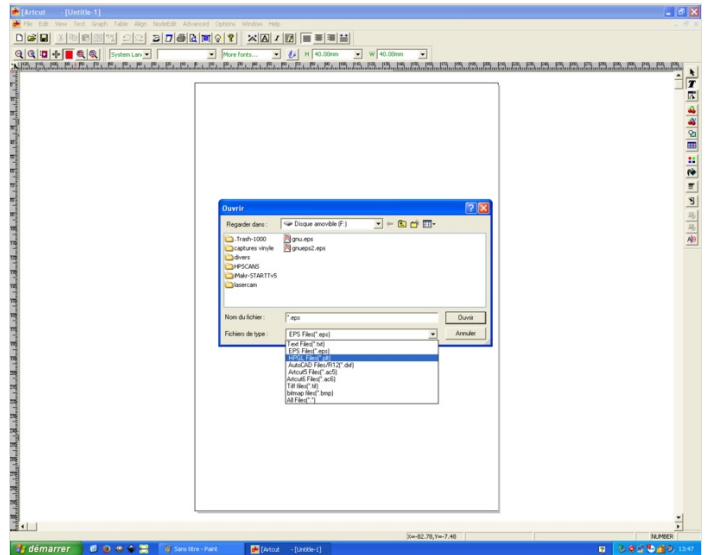 [Artcut - [Untitle-1]
File Edit View Text Graph Table Align NodeEdit Advanced Options Window Help
System Lan More fonts... H 40.00mm W 40.00mm
Ouvrir
Regarder dans : Disque amovible (F:)
.Trash-1000 gnu.eps
captures vinyle gnueps2.eps
divers
HPSCANS
iMakr-STARTTv5
lasercam
Nom du fichier : *.eps Ouvrir
Fichiers de type : EPS Files(*.eps) Annuler
Text Files(*.txt)
EPS Files(*.eps)
HPGL Files(*.plt)
AutoCAD Files/R12(*.dxf)
Artcut5 Files(*.ac5)
Artcut6 Files(*.ac6)
Tiff files(*.tif)
bitmap files(*.bmp)
All Files(*.*)
X=-82.78,Y=-7.48 NUMBER
démarrer Sans titre - Paint [Artcut - [Untitle-1] 13:47